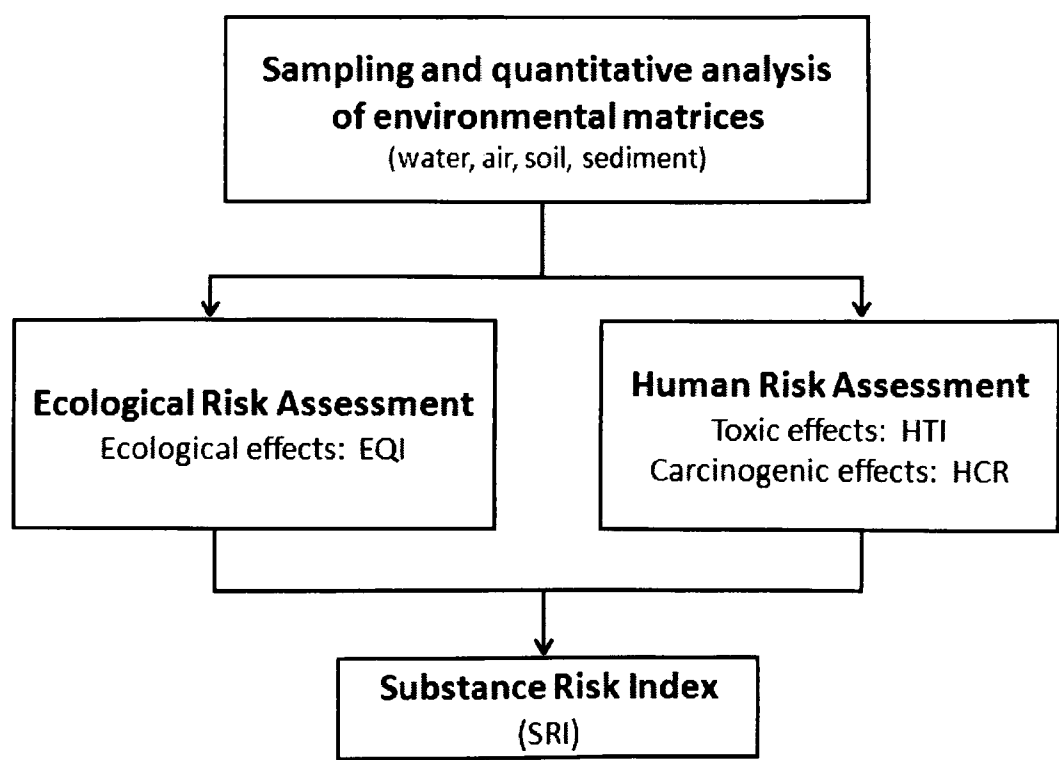 Sampling and quantitative analysis
of environmental matrices
(water, air, soil, sediment)
Ecological Risk Assessment
Ecological effects: EQI
Human Risk Assessment
Toxic effects: HTI
Carcinogenic effects: HCR
Substance Risk Index
(SRI)